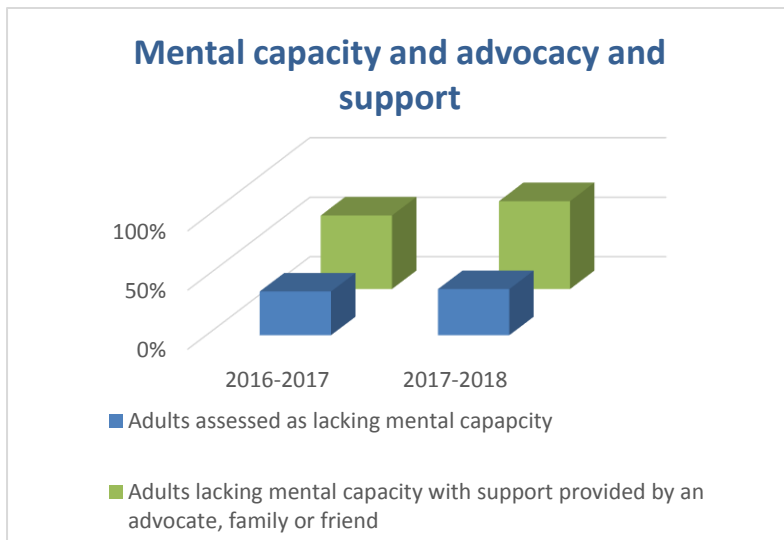 Mental capacity and advocacy and
support
100%
50%
0%
2016-2017
2017-2018
Adults assessed as lacking mental capapcity
Adults lacking mental capacity with support provided by an
advocate, family or friend